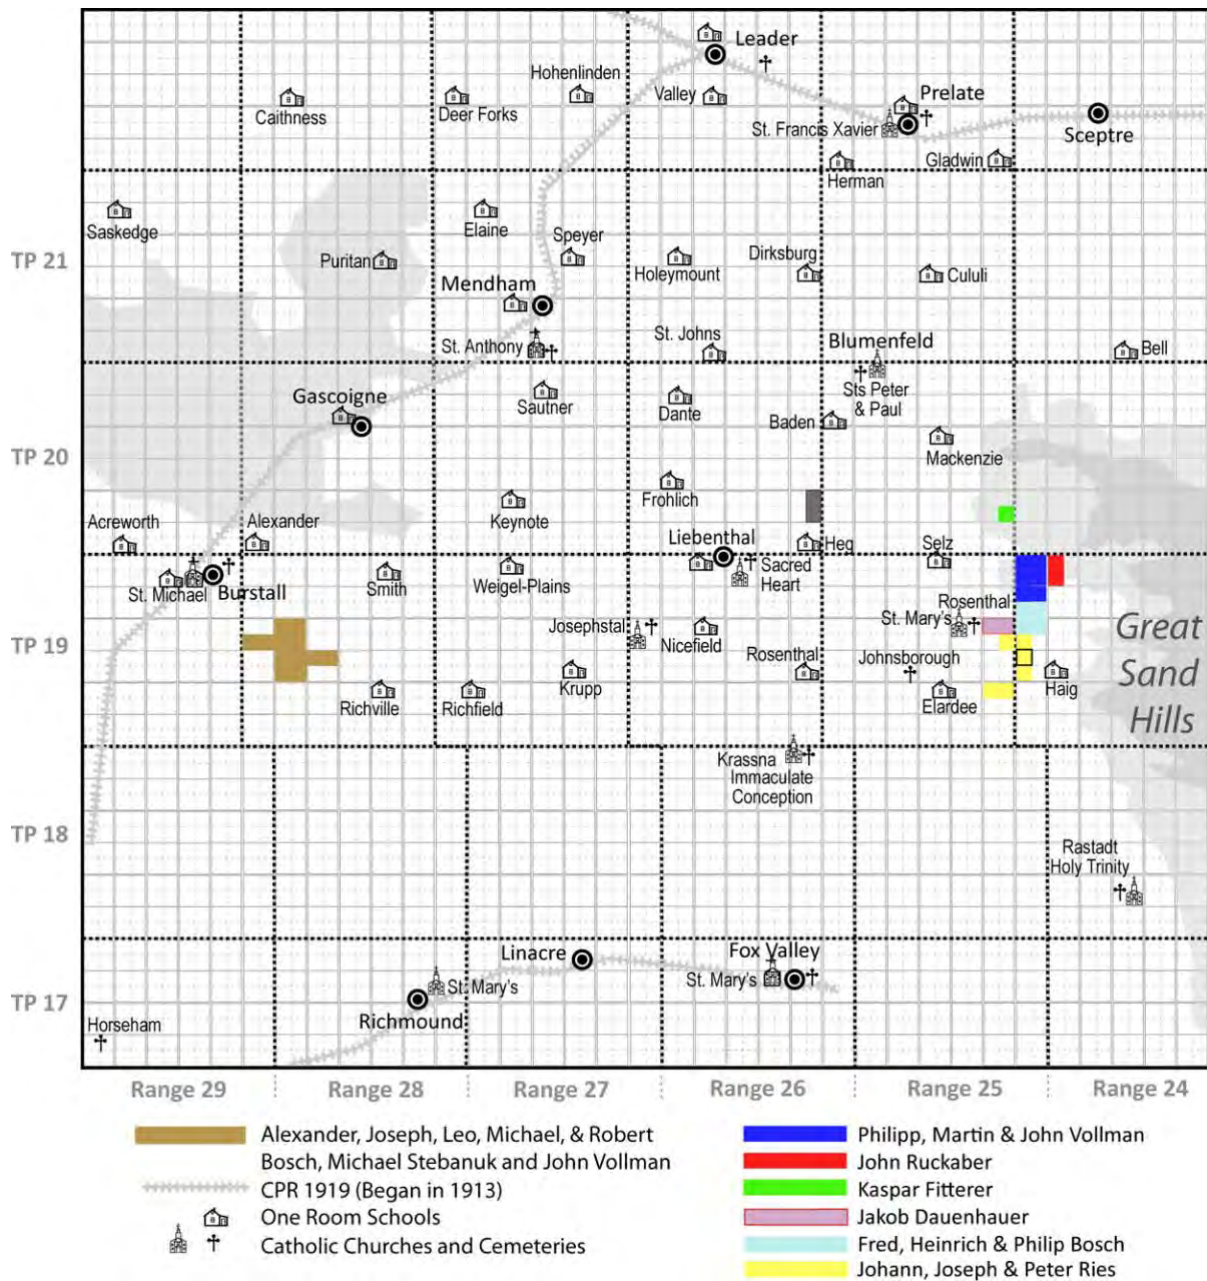 Leader
Hohenlinden
Prelate
Valley
Caithness
Deer Forks
St. Francis Xavier
Sceptre
Gladwin
Herman
Saskedge
Elaine
Speyer
Dirksburg
TP 21
Puritan
Holeymount
Cululi
Mendham
St. Johns
Blumenfeld
St. Anthony
Bell
Gascoigne
Sautner
Dante
Sts Peter
& Paul
Baden
TP 20
Mackenzie
Frohlich
Keynote
Acreworth
Alexander
Liebenthal
Heg
Selz
St. Michael
Burstall
Smith
Weigel-Plains
Sacred
Heart
Rosenthal
St. Mary's
Josephstal
Nicefield
TP 19
Great
Sand
Hills
Rosenthal
Johnsborough
Krupp
Haig
Richville
Richfield
Elardee
Krassna
Immaculate
Conception
TP 18
Rastadt
Holy Trinity
Linacre
Fox Valley
St. Mary's
St. Mary's
TP 17
Richmound
Horseham
Range 29
Range 28
Range 27
Range 26
Range 25
Range 24
Alexander, Joseph, Leo, Michael, & Robert
Bosch, Michael Stebanuk and John Vollman
CPR 1919 (Began in 1913)
One Room Schools
Catholic Churches and Cemeteries
Philipp, Martin & John Vollman
John Ruckaber
Kaspar Fitterer
Jakob Dauenhauer
Fred, Heinrich & Philip Bosch
Johann, Joseph & Peter Ries